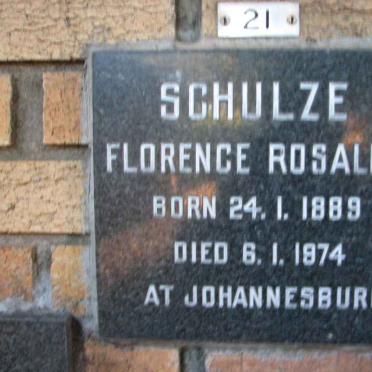 21
SCHULZE
FLORENCE ROSAL
BORN 24.1.1889
DIED 6.1.1974
AT JOHANNESBUR